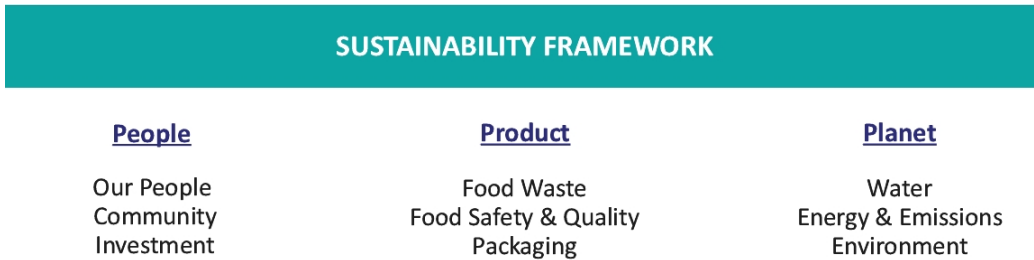 SUSTAINABILITY FRAMEWORK
People
Our People
Community
Investment
Product
Food Waste
Food Safety & Quality
Packaging
Planet
Water
Energy & Emissions
Environment